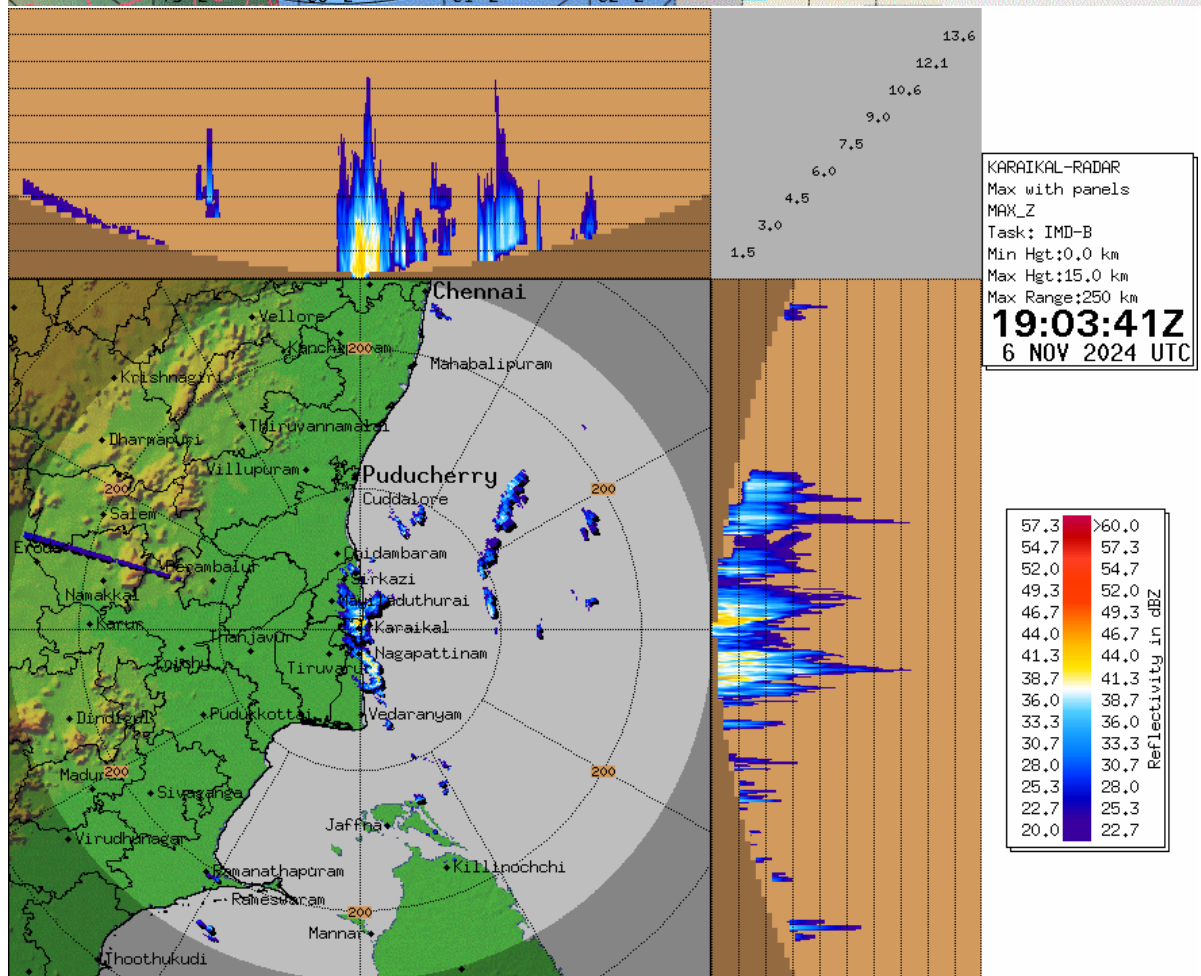 13.6
12.1
10.6
9.0
7.5
6.0
4.5
3.0
1.5
KARAIKAL-RADAR
Max with panels
MAX_Z
Task: IMD-B
Min Hgt:0.0 km
Max Hgt:15.0 km
Max Range:250 km
19:03:41Z
6 NOV 2024 UTC
Chennai
Vellore
200
Mahabalipuram
Krishnagiri
Thiruvannamalai
Dharmapuri
Villupuram
Puducherry
200
200
Cuddalore
Salem
Chidambaram
Perambalur
Sirkazi
Namakkal
Mayiladuthurai
Karur
Karaikal
Thanjavur
Nagapattinam
Dindigul
Pudukkottai
Vedaranyam
200
200
Sivaganga
Jaffna
Virudhunagar
Killinochchi
Ramanathapuram
Rameswaram
200
Mannar
Thoothukudi
57.3 >60.0
54.7 57.3
52.0 54.7
49.3 52.0
46.7 49.3
44.0 46.7
41.3 44.0
38.7 41.3
36.0 38.7
33.3 36.0
30.7 33.3
28.0 30.7
25.3 28.0
22.7 25.3
20.0 22.7
Reflectivity in dBZ